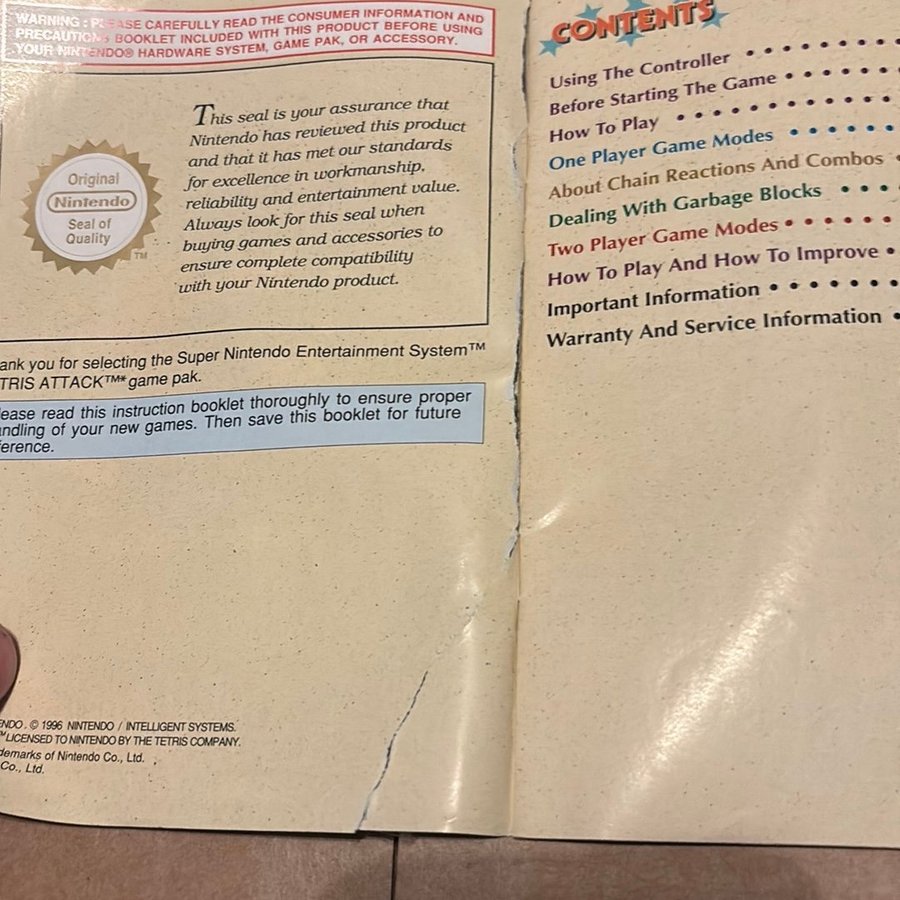 WARNING : PLEASE CAREFULLY READ THE CONSUMER INFORMATION AND
PRECAUTIONS BOOKLET INCLUDED WITH THIS PRODUCT BEFORE USING
YOUR NINTENDO® HARDWARE SYSTEM, GAME PAK, OR ACCESSORY.
Original
Nintendo
Seal of
Quality
TM
This seal is your assurance that
Nintendo has reviewed this product
and that it has met our standards
for excellence in workmanship,
reliability and entertainment value.
Always look for this seal when
buying games and accessories to
ensure complete compatibility
with your Nintendo product.
ank you for selecting the Super Nintendo Entertainment System™
TRIS ATTACK™* game pak.
ease read this instruction booklet thoroughly to ensure proper
ndling of your new games. Then save this booklet for future
ference.
ENDO. © 1996 NINTENDO / INTELLIGENT SYSTEMS.
™LICENSED TO NINTENDO BY THE TETRIS COMPANY.
demarks of Nintendo Co., Ltd.
Co., Ltd.
CONTENTS
Using The Controller
Before Starting The Game
How To Play
One Player Game Modes
About Chain Reactions And Combos
Dealing With Garbage Blocks
Two Player Game Modes
How To Play And How To Improve
Important Information
Warranty And Service Information